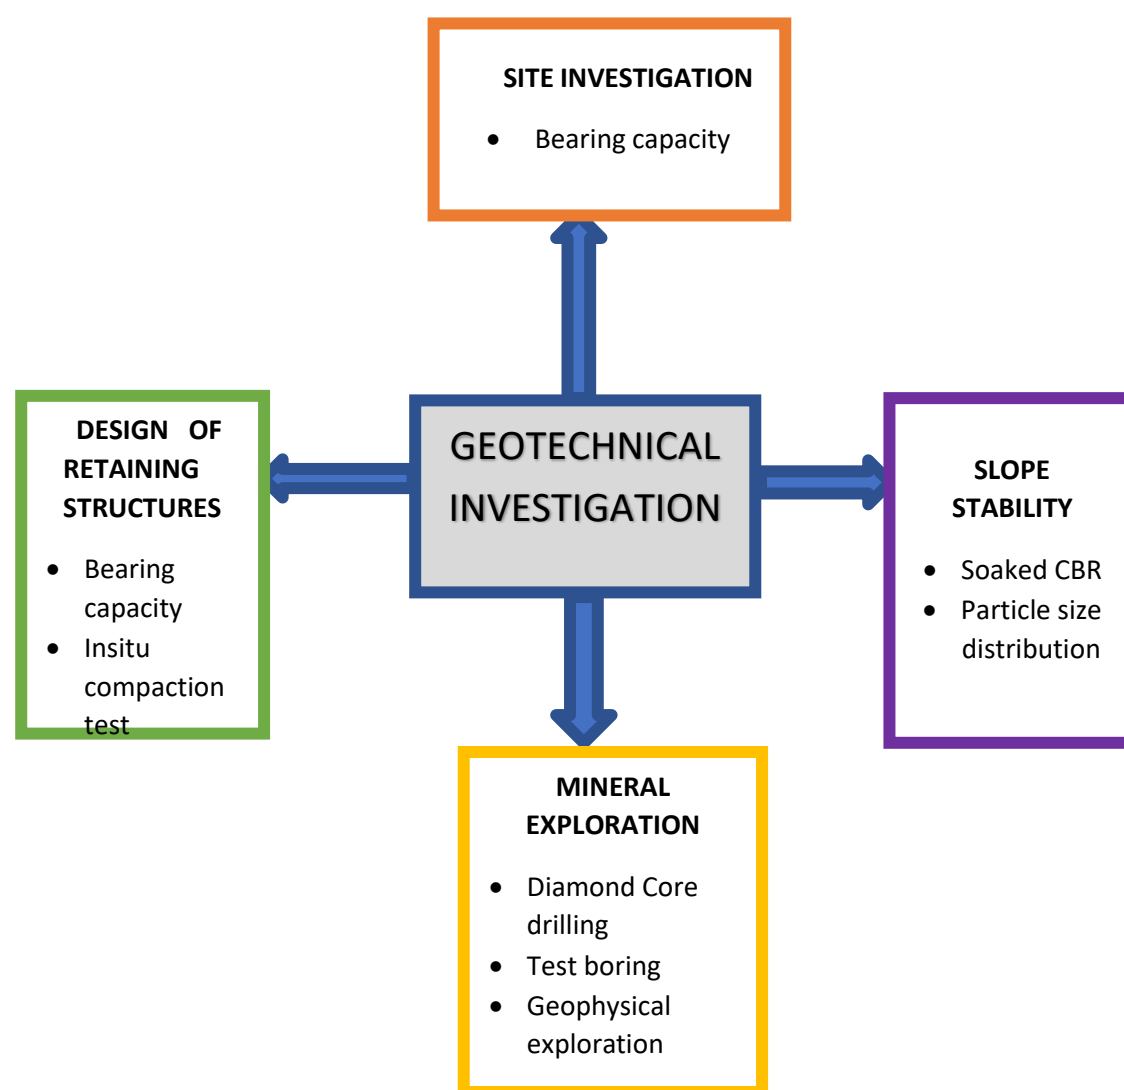 SITE INVESTIGATION
• Bearing capacity
DESIGN OF
RETAINING
STRUCTURES
• Bearing
capacity
• Insitu
compaction
test
GEOTECHNICAL
INVESTIGATION
SLOPE
STABILITY
• Soaked CBR
• Particle size
distribution
MINERAL
EXPLORATION
• Diamond Core
drilling
• Test boring
• Geophysical
exploration